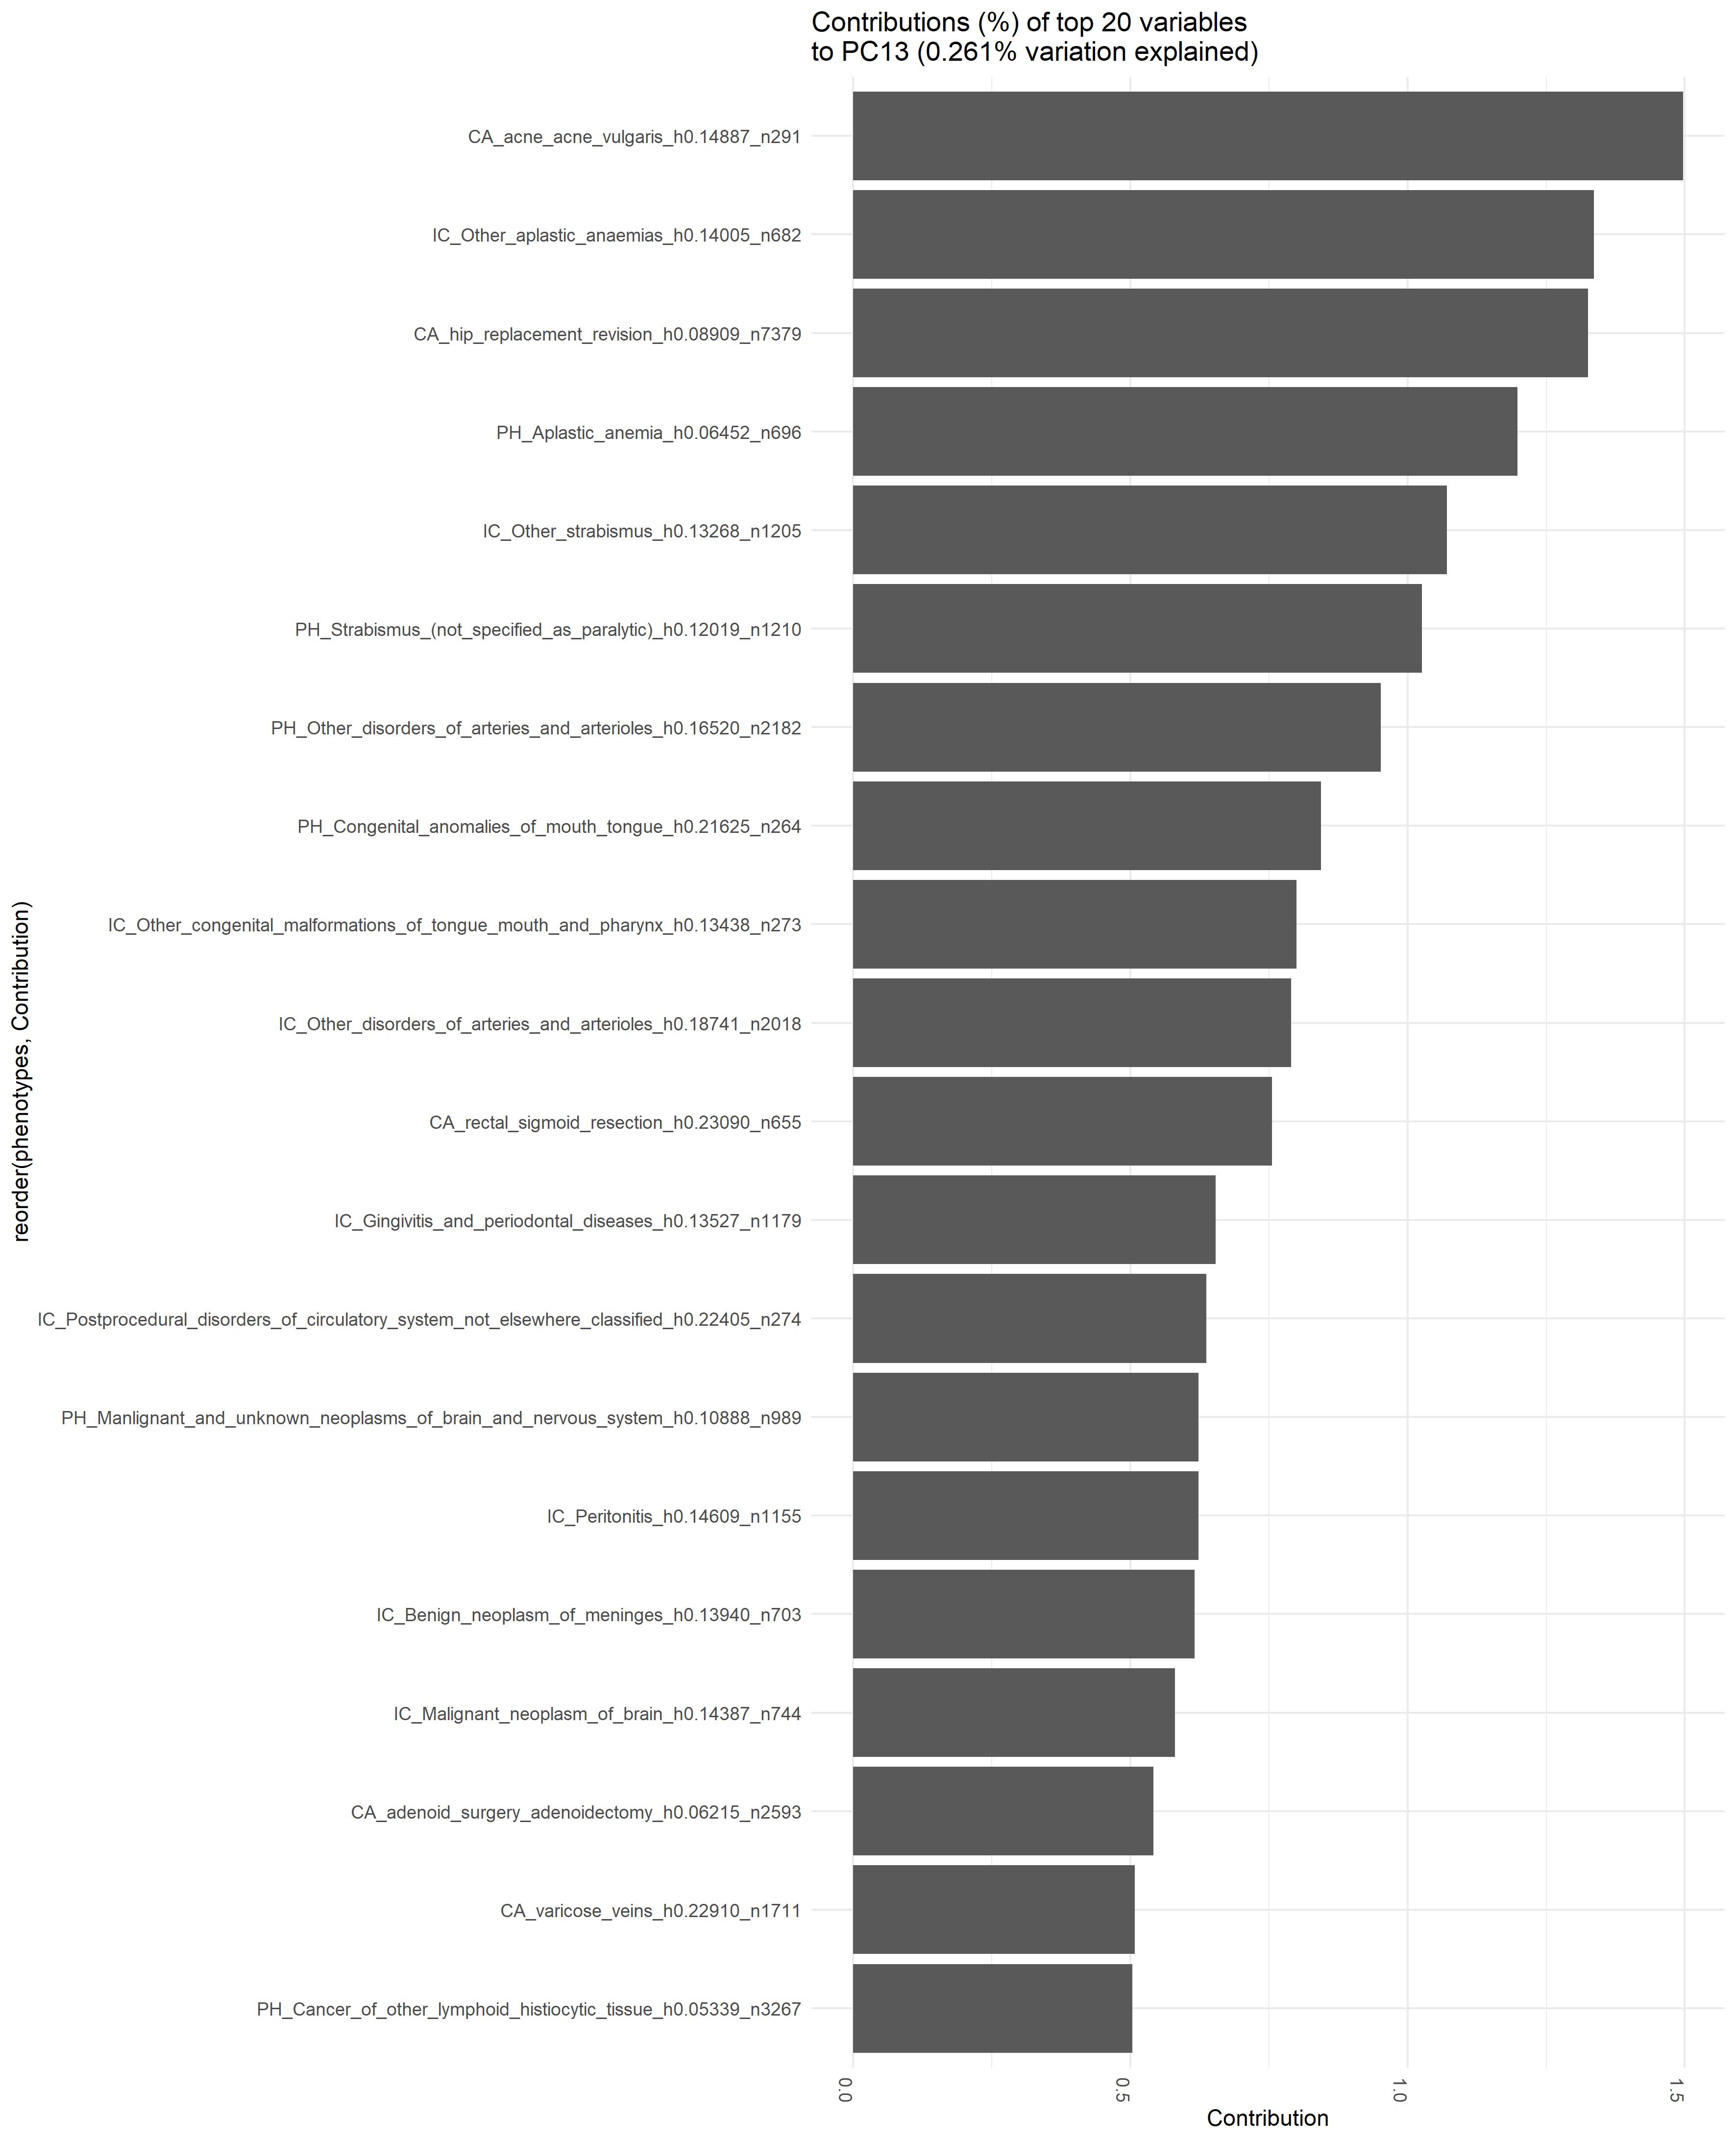 Contributions (%) of top 20 variables
to PC13 (0.261% variation explained)
CA_acne_acne_vulgaris_h0.14887_n291
IC_Other_aplastic_anaemias_h0.14005_n682
CA_hip_replacement_revision_h0.08909_n7379
PH_Aplastic_anemia_h0.06452_n696
IC_Other_strabismus_h0.13268_n1205
PH_Strabismus_(not_specified_as_paralytic)_h0.12019_n1210
PH_Other_disorders_of_arteries_and_arterioles_h0.16520_n2182
PH_Congenital_anomalies_of_mouth_tongue_h0.21625_n264
IC_Other_congenital_malformations_of_tongue_mouth_and_pharynx_h0.13438_n273
IC_Other_disorders_of_arteries_and_arterioles_h0.18741_n2018
CA_rectal_sigmoid_resection_h0.23090_n655
IC_Gingivitis_and_periodontal_diseases_h0.13527_n1179
IC_Postprocedural_disorders_of_circulatory_system_not_elsewhere_classified_h0.22405_n274
PH_Manlignant_and_unknown_neoplasms_of_brain_and_nervous_system_h0.10888_n989
IC_Peritonitis_h0.14609_n1155
IC_Benign_neoplasm_of_meninges_h0.13940_n703
IC_Malignant_neoplasm_of_brain_h0.14387_n744
CA_adenoid_surgery_adenoidectomy_h0.06215_n2593
CA_varicose_veins_h0.22910_n1711
PH_Cancer_of_other_lymphoid_histiocytic_tissue_h0.05339_n3267
reorder(phenotypes, Contribution)
0.0
0.5
1.0
1.5
Contribution